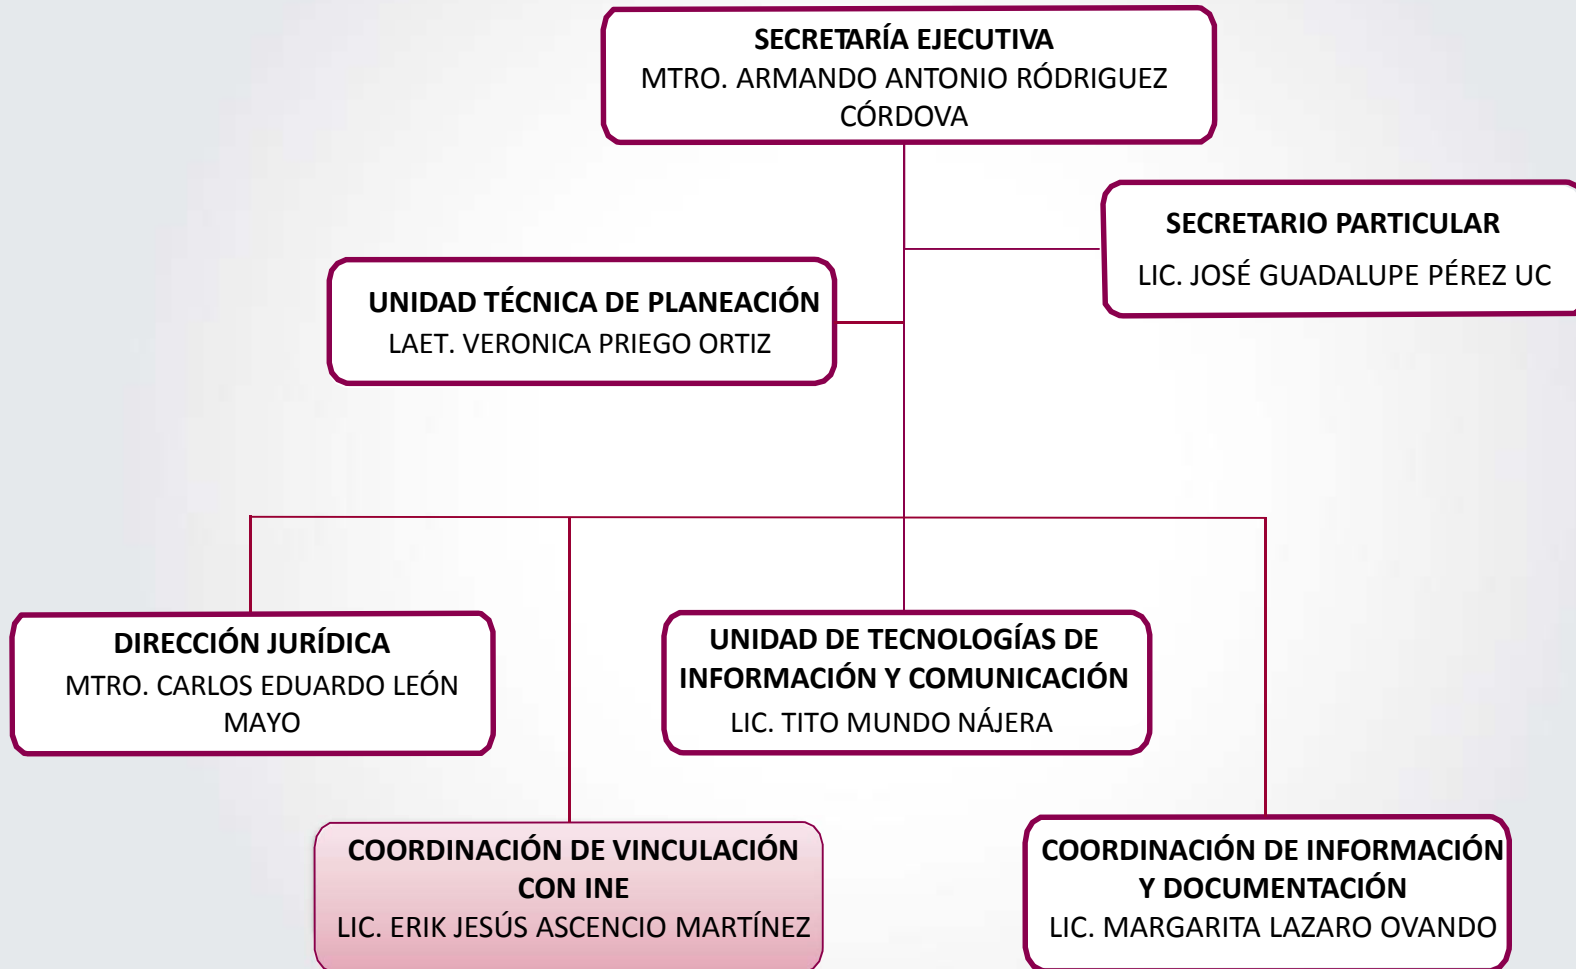 SECRETARÍA EJECUTIVA
MTRO. ARMANDO ANTONIO RÓDRIGUEZ
CÓRDOVA
SECRETARIO PARTICULAR
LIC. JOSÉ GUADALUPE PÉREZ UC
UNIDAD TÉCNICA DE PLANEACIÓN
LAET. VERONICA PRIEGO ORTIZ
DIRECCIÓN JURÍDICA
MTRO. CARLOS EDUARDO LEÓN
MAYO
UNIDAD DE TECNOLOGÍAS DE
INFORMACIÓN Y COMUNICACIÓN
LIC. TITO MUNDO NÁJERA
COORDINACIÓN DE VINCULACIÓN
CON INE
LIC. ERIK JESÚS ASCENCIO MARTÍNEZ
COORDINACIÓN DE INFORMACIÓN
Y DOCUMENTACIÓN
LIC. MARGARITA LAZARO OVANDO